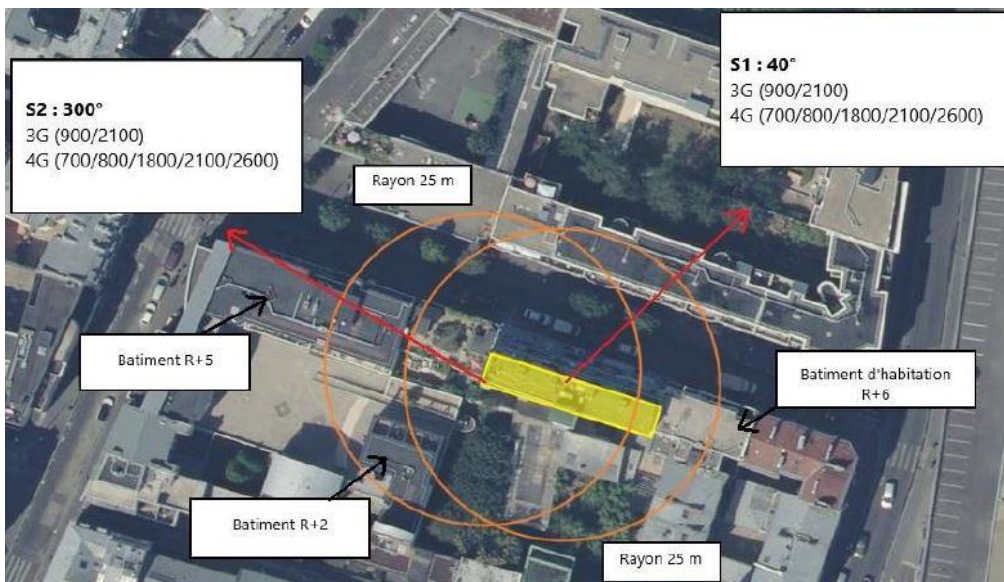 S2 : 300°
3G (900/2100)
4G (700/800/1800/2100/2600)
S1 : 40°
3G (900/2100)
4G (700/800/1800/2100/2600)
Rayon 25 m
Batiment R+5
Batiment d'habitation
R+6
Batiment R+2
Rayon 25 m